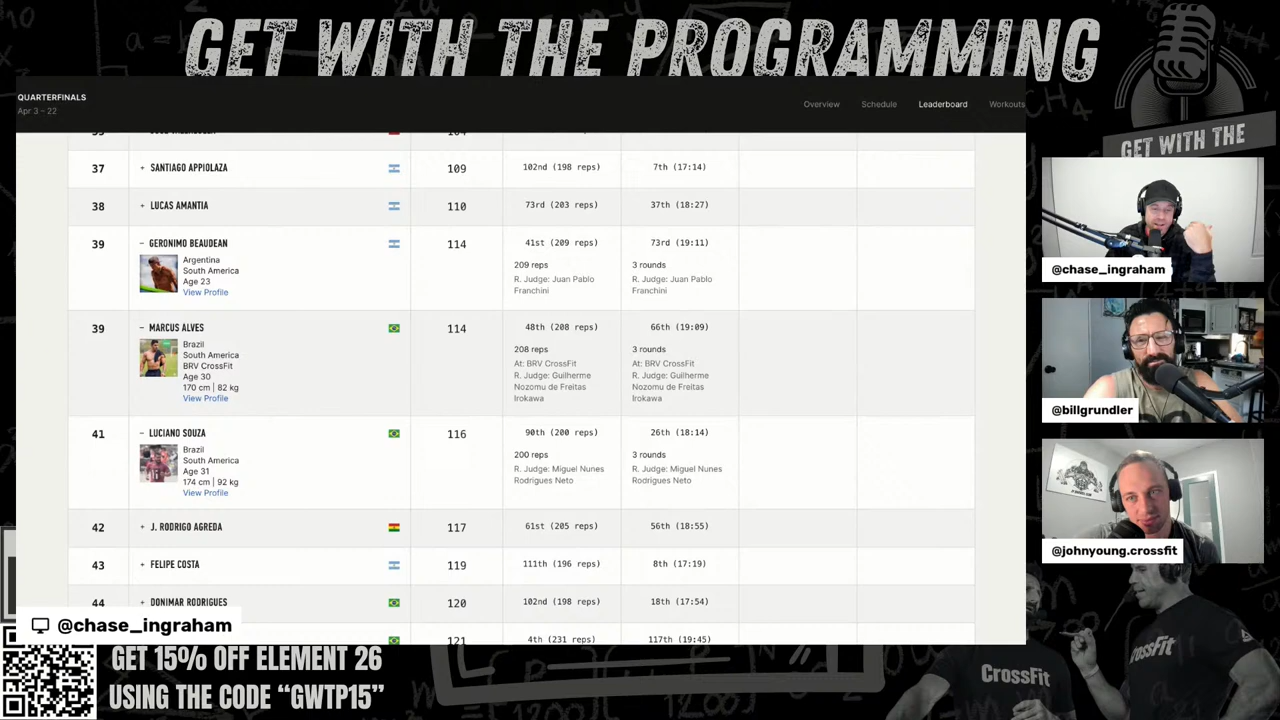 GET WITH THE PROGRAMMING
QUARTERFINALS
Apr 3 - 22
Overview
Schedule
Leaderboard
Workouts
GET WITH THE
37 + SANTIAGO APPIOLAZA 109 102nd (198 reps) 7th (17:14)
38 + LUCAS AMANTIA 110 73rd (203 reps) 37th (18:27)
39 – GERONIMO BEAUDEAN 114 41st (209 reps) 73rd (19:11)
Argentina
South America
Age 23
View Profile
209 reps
R. Judge: Juan Pablo
Franchini
3 rounds
R. Judge: Juan Pablo
Franchini
39 – MARCUS ALVES 114 48th (208 reps) 66th (19:09)
Brazil
South America
BRV CrossFit
Age 30
170 cm | 82 kg
View Profile
208 reps
At: BRV CrossFit
R. Judge: Guilherme
Nozomu de Freitas
Irokawa
3 rounds
At: BRV CrossFit
R. Judge: Guilherme
Nozomu de Freitas
Irokawa
41 – LUCIANO SOUZA 116 90th (200 reps) 26th (18:14)
Brazil
South America
Age 31
174 cm | 92 kg
View Profile
200 reps
R. Judge: Miguel Nunes
Rodrigues Neto
3 rounds
R. Judge: Miguel Nunes
Rodrigues Neto
42 + J. RODRIGO AGREDA 117 61st (205 reps) 56th (18:55)
43 + FELIPE COSTA 119 111th (196 reps) 8th (17:19)
44 + DONIMAR RODRIGUES 120 102nd (198 reps) 18th (17:54)
121 4th (231 reps) 117th (19:45)
@chase_ingraham
@billgrundler
@johnyoung.crossfit
@chase_ingraham
GET 15% OFF ELEMENT 26
USING THE CODE “GWTP15”
CrossFit
CrossFit